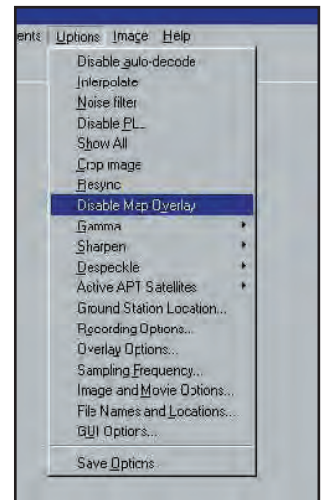 Options Image Help
Disable auto-decode
Interpolate
Noise filter
Disable PLL
Show All
Crop image
Resync
Disable Map Overlay
Gamma
Sharpen
Despeckle
Active APT Satellites
Ground Station Location...
Recording Options...
Overlay Options...
Sampling Frequency...
Image and Movie Options...
File Names and Locations...
GUI Options...
Save Options